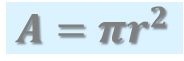 A = πr²